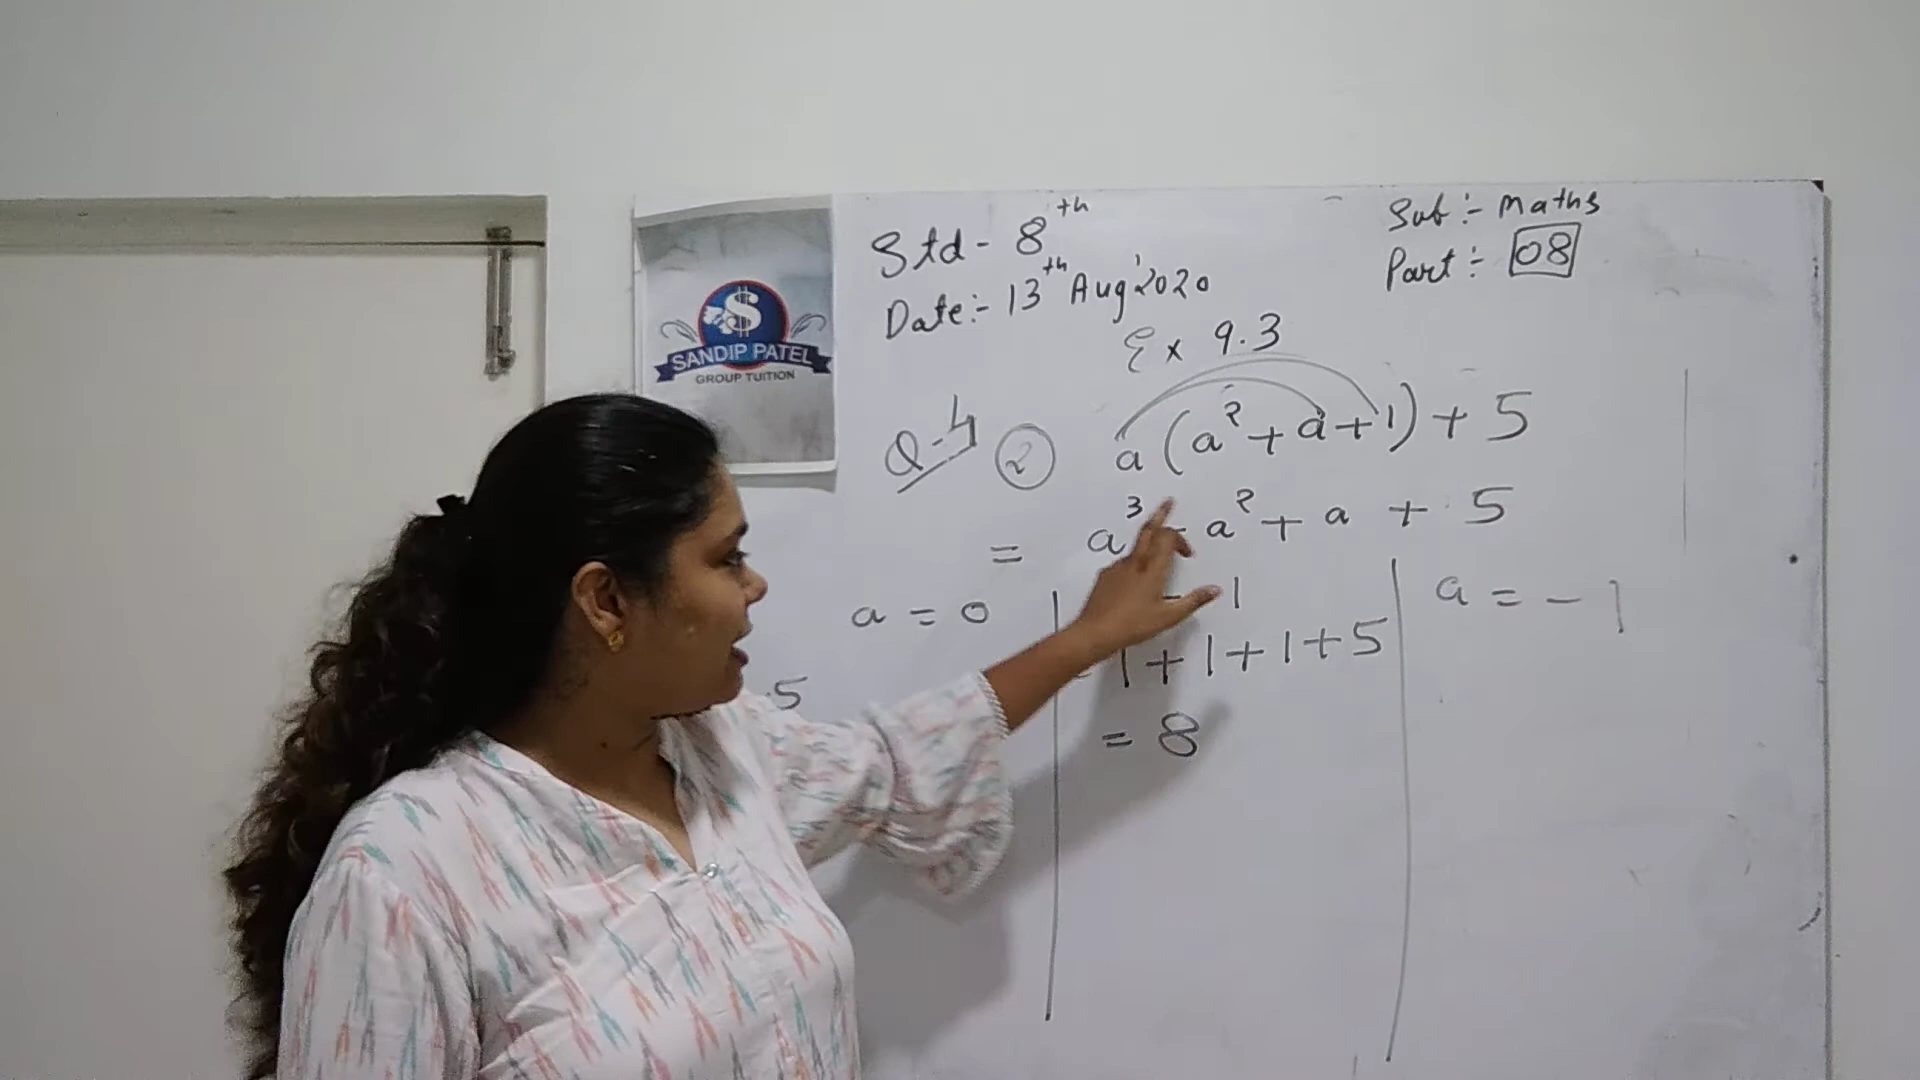 Std - 8th
Sub :- Maths
Date :- 13th Aug' 2020
Part :- 08
$
SANDIP PATEL
GROUP TUITION
Ex 9.3
Q-4 ② a(a²+a+1)+5
= a³ + a² + a + 5
a = 0
= 1
a = -1
1+1+1+5
5
= 8